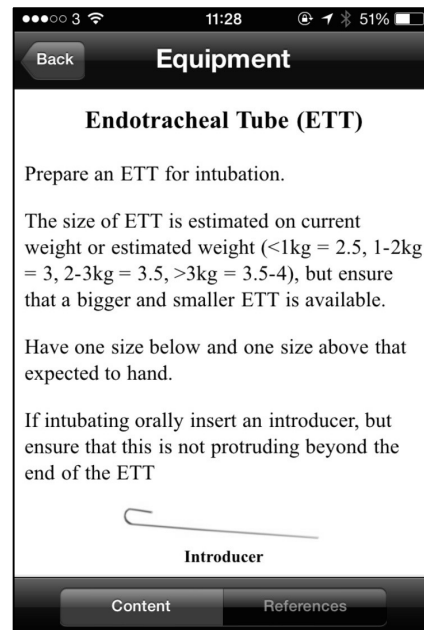 3 11:28 51%
Back Equipment
Endotracheal Tube (ETT)
Prepare an ETT for intubation.
The size of ETT is estimated on current
weight or estimated weight (<1kg = 2.5, 1-2kg
= 3, 2-3kg = 3.5, >3kg = 3.5-4), but ensure
that a bigger and smaller ETT is available.
Have one size below and one size above that
expected to hand.
If intubating orally insert an introducer, but
ensure that this is not protruding beyond the
end of the ETT
Introducer
Content References